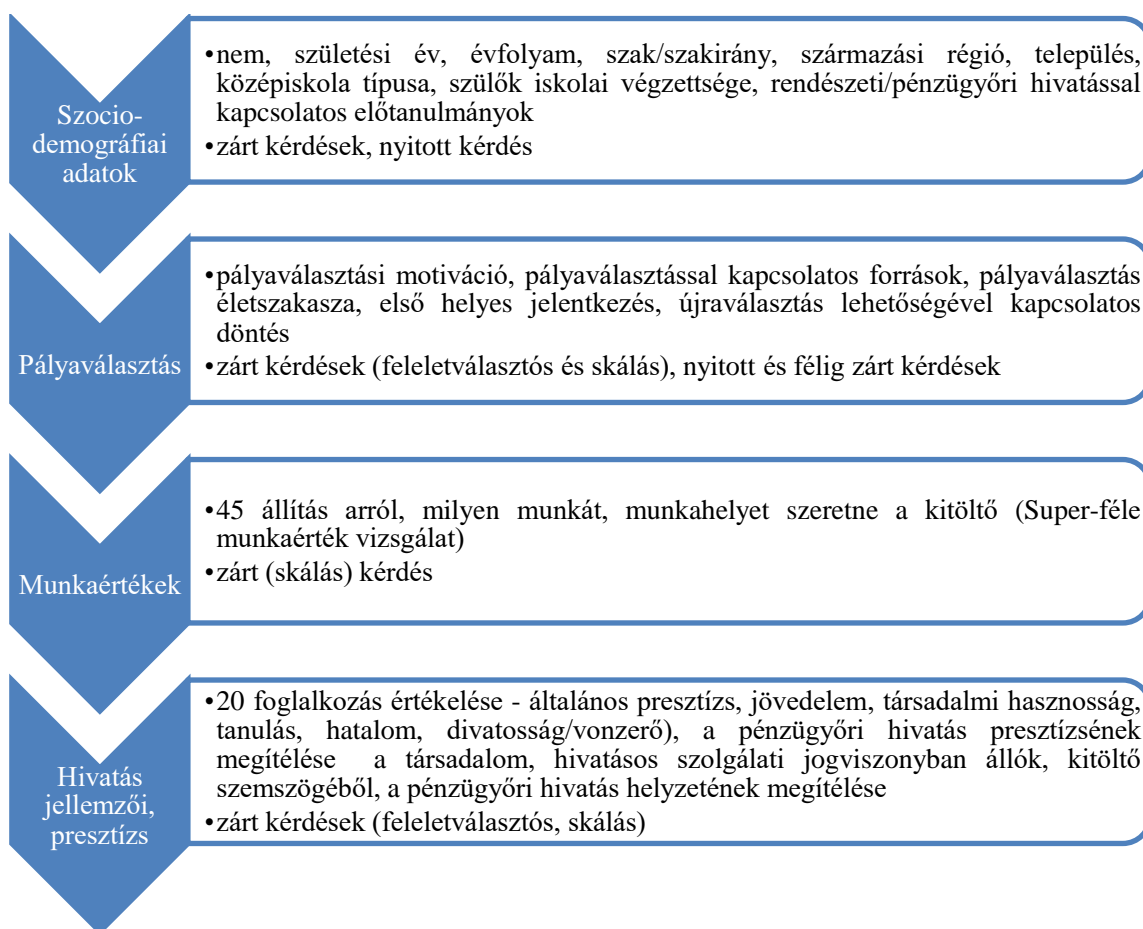 Szocio-
demográfiai
adatok
•nem, születési év, évfolyam, szak/szakirány, származási régió, település,
középiskola típusa, szülők iskolai végzettsége, rendészeti/pénzügyőri hivatással
kapcsolatos előtanulmányok
•zárt kérdések, nyitott kérdés
Pályaválasztás
•pályaválasztási motiváció, pályaválasztással kapcsolatos források, pályaválasztás
életszakasza, első helyes jelentkezés, újraválasztás lehetőségével kapcsolatos
döntés
•zárt kérdések (feleletválasztós és skálás), nyitott és félig zárt kérdések
Munkaértékek
•45 állítás arról, milyen munkát, munkahelyet szeretne a kitöltő (Super-féle
munkaérték vizsgálat)
•zárt (skálás) kérdés
Hivatás
jellemzői,
presztízs
•20 foglalkozás értékelése - általános presztízs, jövedelem, társadalmi hasznosság,
tanulás, hatalom, divatosság/vonzerő), a pénzügyőri hivatás presztízsének
megítélése a társadalom, hivatásos szolgálati jogviszonyban állók, kitöltő
szemszögéből, a pénzügyőri hivatás helyzetének megítélése
•zárt kérdések (feleletválasztós, skálás)